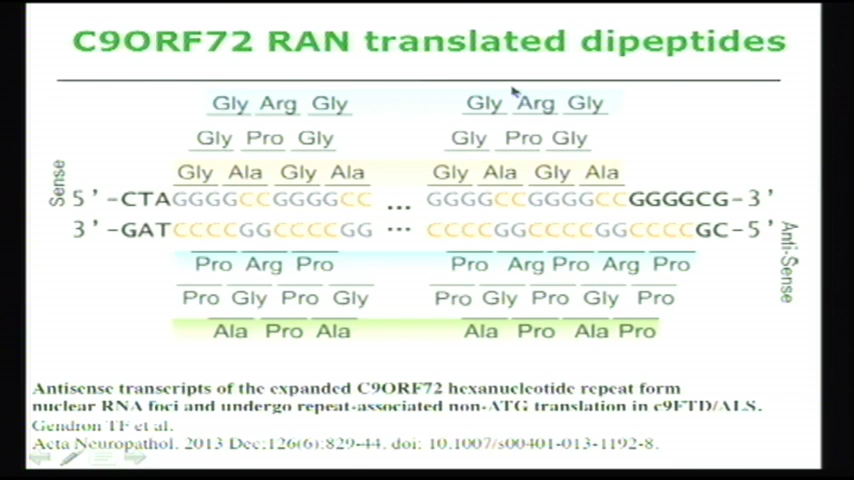 C9ORF72 RAN translated dipeptides
Gly Arg Gly Gly Arg Gly
Gly Pro Gly Gly Pro Gly
Gly Ala Gly Ala Gly Ala Gly Ala
Sense
5'-CTAGGGGCCGGGGCC ... GGGGCCGGGGCCGGGGCG-3'
3'-GATCCCCGGCCCCGG ... CCCCGGCCCCGGCCCCGC-5'
Anti-Sense
Pro Arg Pro Pro Arg Pro Arg Pro
Pro Gly Pro Gly Pro Gly Pro Gly Pro
Ala Pro Ala Ala Pro Ala Pro
Antisense transcripts of the expanded C9ORF72 hexanucleotide repeat form
nuclear RNA foci and undergo repeat-associated non-ATG translation in c9FTD/ALS.
Gendron TF et al.
Acta Neuropathol. 2013 Dec;126(6):829-44. doi: 10.1007/s00401-013-1192-8.